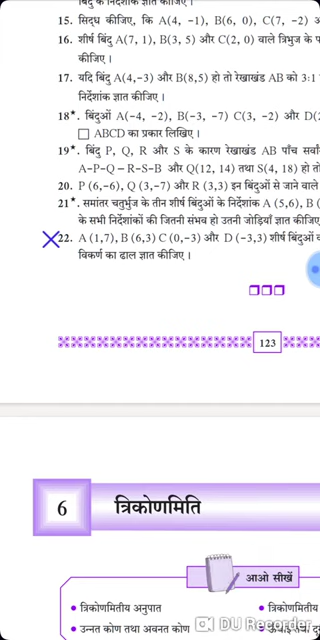 बिंदु के निर्देशांक ज्ञात कीजिए ।
15. सिद्ध कीजिए, कि A(4, -1), B(6, 0), C(7, -2)
16. शीर्ष बिंदु A(7, 1), B(3, 5) और C(2, 0) वाले त्रिभुज के
कीजिए ।
17. यदि बिंदु A(4,-3) और B(8,5) हो तो रेखाखंड AB को 3:1
निर्देशांक ज्ञात कीजिए ।
18*. बिंदुओं A(-4, -2), B(-3, -7) C(3, -2) और
□ ABCD का प्रकार लिखिए ।
19*. बिंदु P, Q, R और S के कारण रेखाखंड AB पाँच
A-P-Q-R-S-B और Q(12, 14) तथा S(4, 18) हो तो
20. P (6,-6), Q (3,-7) और R (3,3) इन बिंदुओं से जाने वाले
21*. समांतर चतुर्भुज के तीन शीर्ष बिंदुओं के निर्देशांक A (5,6), B
के सभी निर्देशांकों की जितनी संभव हो उतनी जोड़ियाँ ज्ञात कीजिए
22. A (1,7), B (6,3) C (0,-3) और D (-3,3) शीर्ष बिंदुओं
विकर्ण का ढाल ज्ञात कीजिए ।
123
6 त्रिकोणमिति
आओ सीखें
• त्रिकोणमितीय अनुपात • त्रिकोणमितीय
• उन्नत कोण तथा अवनत कोण
DU Recorder